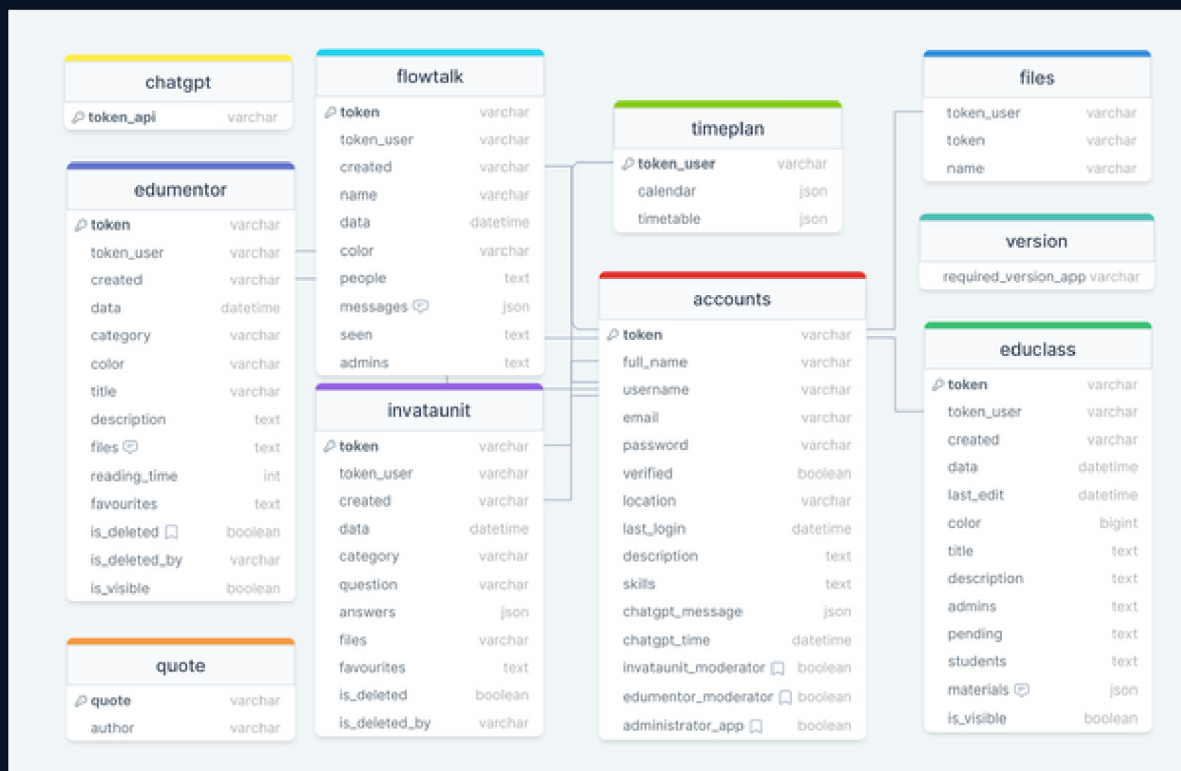 chatgpt
token_api varchar
edumentor
token varchar
token_user varchar
created varchar
data datetime
category varchar
color varchar
title varchar
description text
files text
reading_time int
favourites text
is_deleted boolean
is_deleted_by varchar
is_visible boolean
quote
quote varchar
author varchar
flowtalk
token varchar
token_user varchar
created varchar
name varchar
data datetime
color varchar
people text
messages json
seen text
admins text
invataunit
token varchar
token_user varchar
created varchar
data datetime
category varchar
question varchar
answers json
files varchar
favourites text
is_deleted boolean
is_deleted_by varchar
timeplan
token_user varchar
calendar json
timetable json
accounts
token varchar
full_name varchar
username varchar
email varchar
password varchar
verified boolean
location varchar
last_login datetime
description text
skills text
chatgpt_message json
chatgpt_time datetime
invataunit_moderator boolean
edumentor_moderator boolean
administrator_app boolean
files
token_user varchar
token varchar
name varchar
version
required_version_app varchar
educlass
token varchar
token_user varchar
created varchar
data datetime
last_edit datetime
color bigint
title text
description text
admins text
pending text
students text
materials json
is_visible boolean